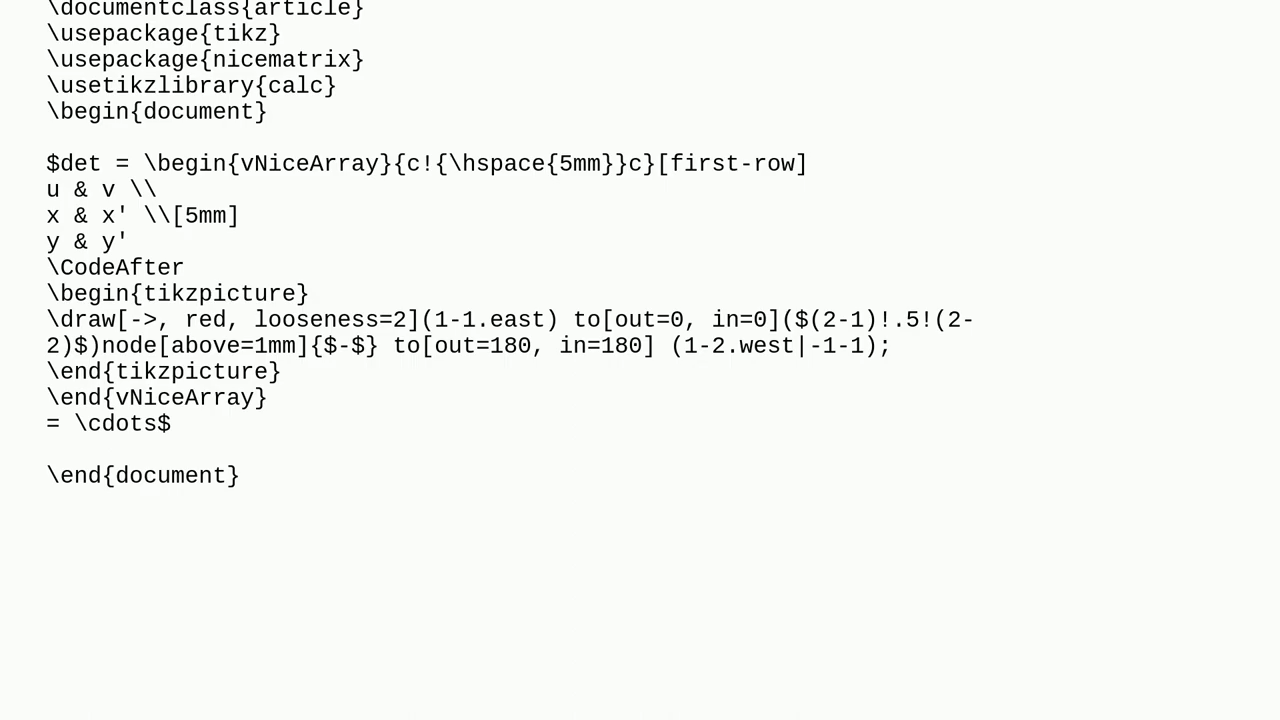 \documentclass{article}
\usepackage{tikz}
\usepackage{nicematrix}
\usetikzlibrary{calc}
\begin{document}
$det = \begin{vNiceArray}{c!{\hspace{5mm}}c}[first-row]
u & v \\
x & x' \\[5mm]
y & y'
\CodeAfter
\begin{tikzpicture}
\draw[->, red, looseness=2](1-1.east) to[out=0, in=0]($(2-1)!.5!(2-
2)$)node[above=1mm]{$-$} to[out=180, in=180] (1-2.west|-1-1);
\end{tikzpicture}
\end{vNiceArray}
= \cdots$
\end{document}